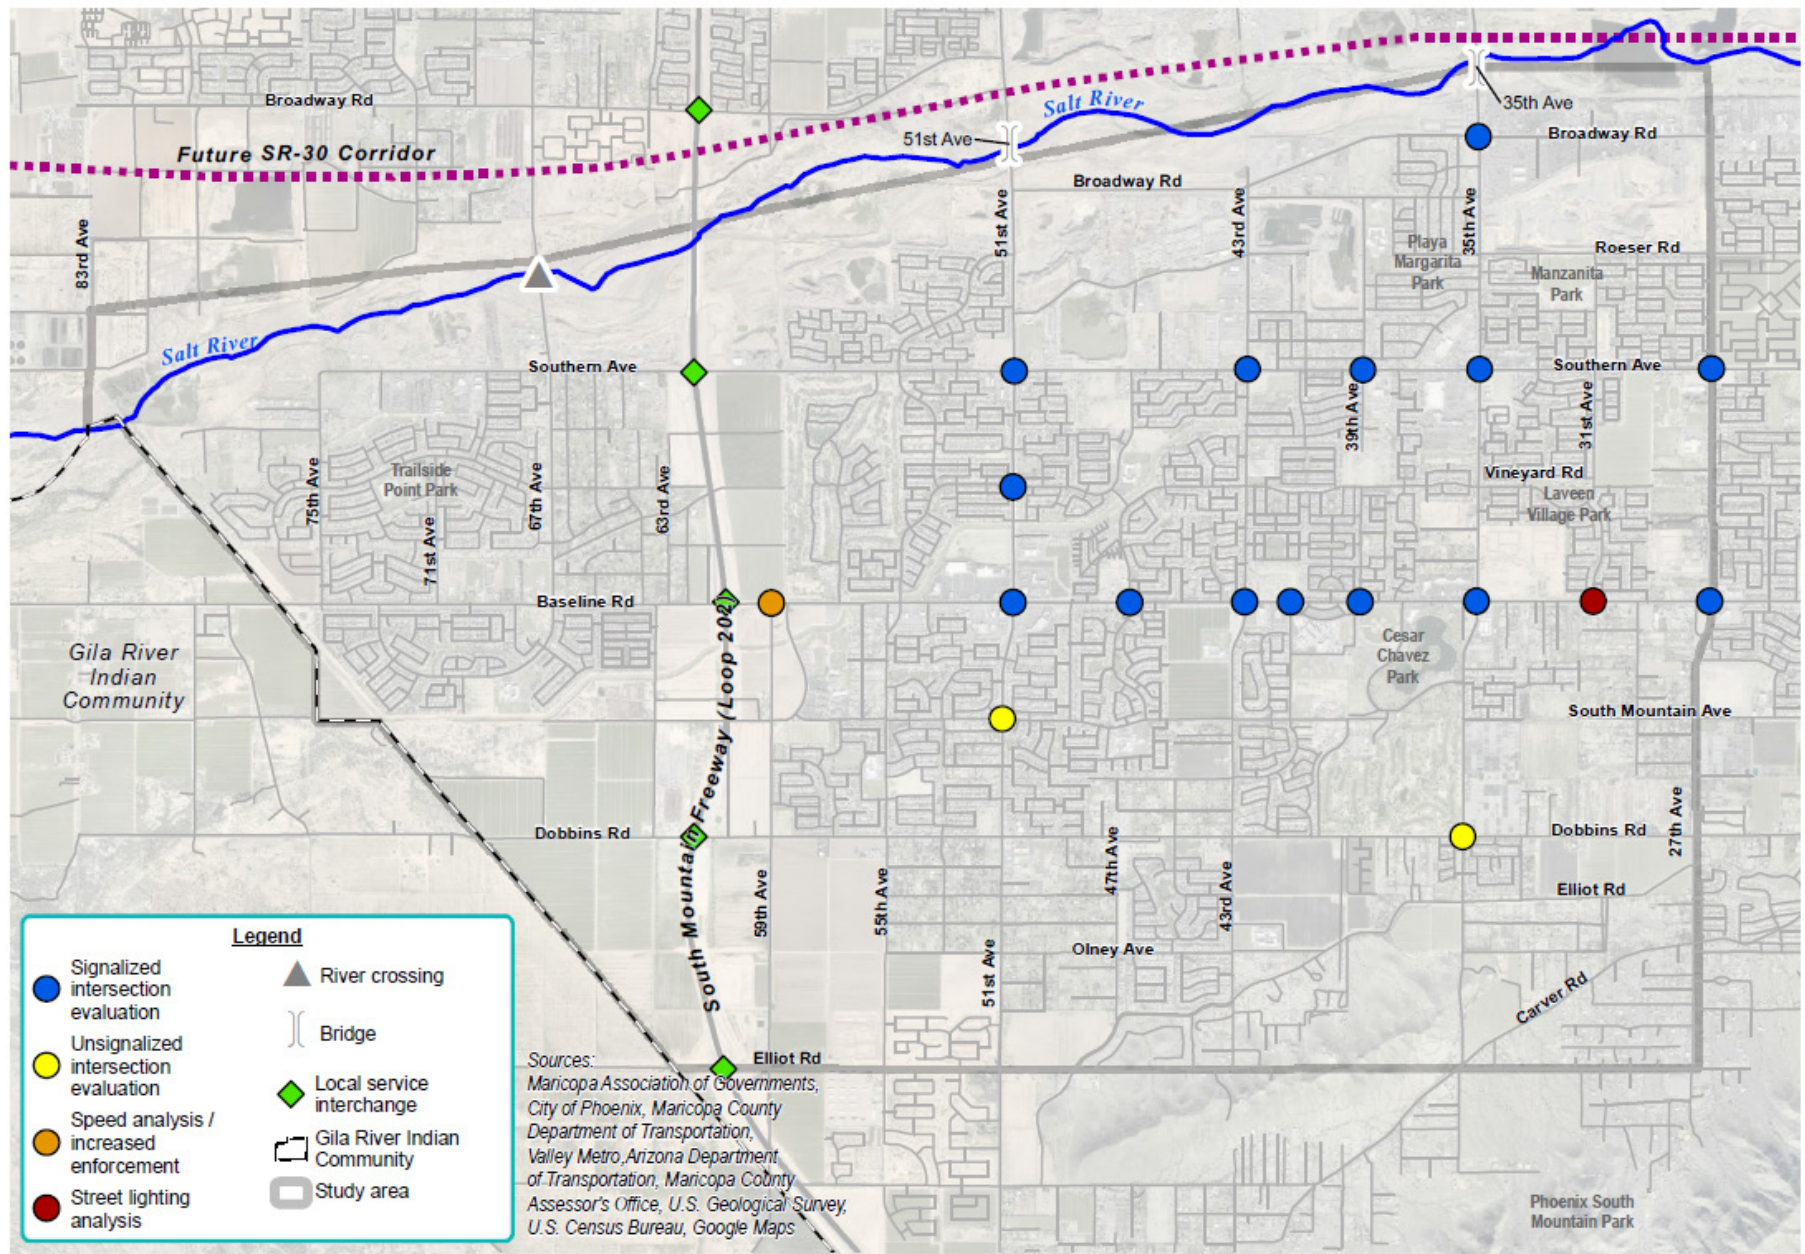 Broadway Rd
Future SR-30 Corridor
Salt River
51st Ave
35th Ave
Broadway Rd
Broadway Rd
83rd Ave
51st Ave
43rd Ave
35th Ave
Playa
Margarita
Park
Roeser Rd
Manzanita
Park
Salt River
Southern Ave
Southern Ave
39th Ave
31st Ave
75th Ave
Trailside
Point Park
71st Ave
67th Ave
63rd Ave
Vineyard Rd
Laveen
Village Park
Baseline Rd
Gila River
Indian
Community
Cesar
Chavez
Park
South Mountain Ave
South Mountain Freeway (Loop 202)
Dobbins Rd
Dobbins Rd
27th Ave
47th Ave
59th Ave
55th Ave
43rd Ave
Elliot Rd
Olney Ave
51st Ave
Carver Rd
Elliot Rd
Phoenix South
Mountain Park
Legend
Signalized
intersection
evaluation
Unsignalized
intersection
evaluation
Speed analysis /
increased
enforcement
Street lighting
analysis
River crossing
Bridge
Local service
interchange
Gila River Indian
Community
Study area
Sources:
Maricopa Association of Governments,
City of Phoenix, Maricopa County
Department of Transportation,
Valley Metro,Arizona Department
of Transportation, Maricopa County
Assessor's Office, U.S. Geological Survey,
U.S. Census Bureau, Google Maps